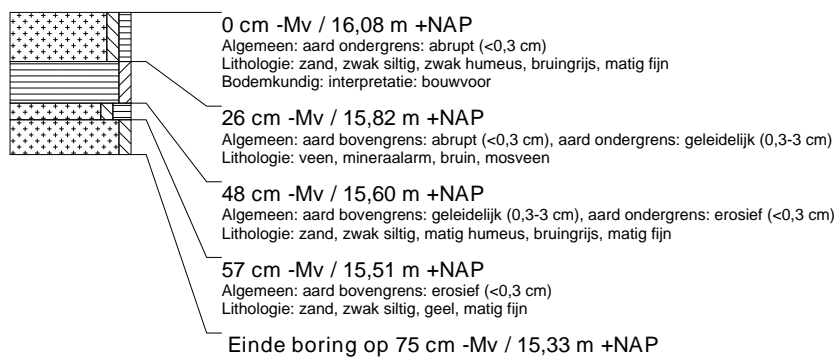 0 cm -Mv / 16,08 m +NAP
Algemeen: aard ondergrens: abrupt (<0,3 cm)
Lithologie: zand, zwak siltig, zwak humeus, bruingrijs, matig fijn
Bodemkundig: interpretatie: bouwvoor
26 cm -Mv / 15,82 m +NAP
Algemeen: aard bovengrens: abrupt (<0,3 cm), aard ondergrens: geleidelijk (0,3-3 cm)
Lithologie: veen, mineraalarm, bruin, mosveen
48 cm -Mv / 15,60 m +NAP
Algemeen: aard bovengrens: geleidelijk (0,3-3 cm), aard ondergrens: erosief (<0,3 cm)
Lithologie: zand, zwak siltig, matig humeus, bruingrijs, matig fijn
57 cm -Mv / 15,51 m +NAP
Algemeen: aard bovengrens: erosief (<0,3 cm)
Lithologie: zand, zwak siltig, geel, matig fijn
Einde boring op 75 cm -Mv / 15,33 m +NAP